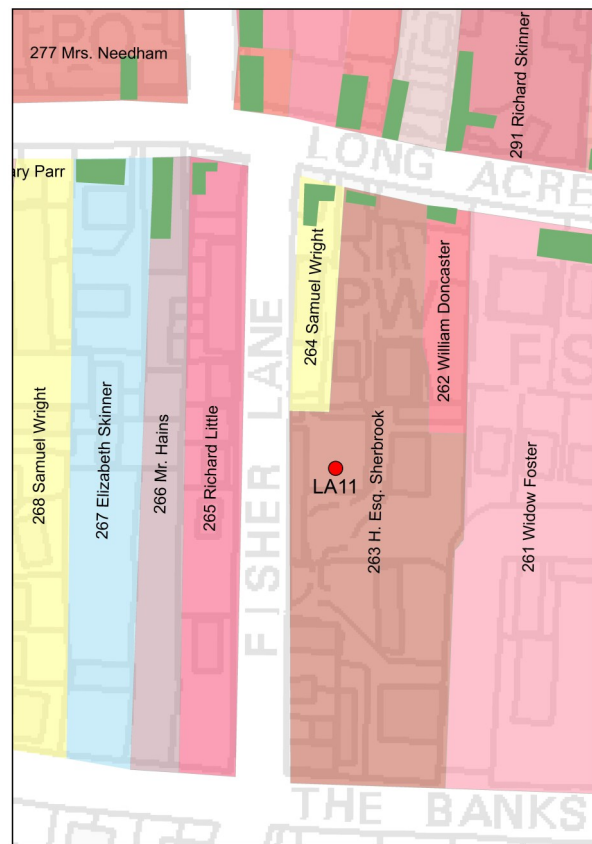 277 Mrs. Needham
291 Richard Skinner
LONG ACRE
ary Parr
268 Samuel Wright
267 Elizabeth Skinner
266 Mr. Hains
265 Richard Little
FISHER LANE
264 Samuel Wright
PW
262 William Doncaster
FIS
263 H. Esq. Sherbrook
LA11
261 Widow Foster
THE BANKS